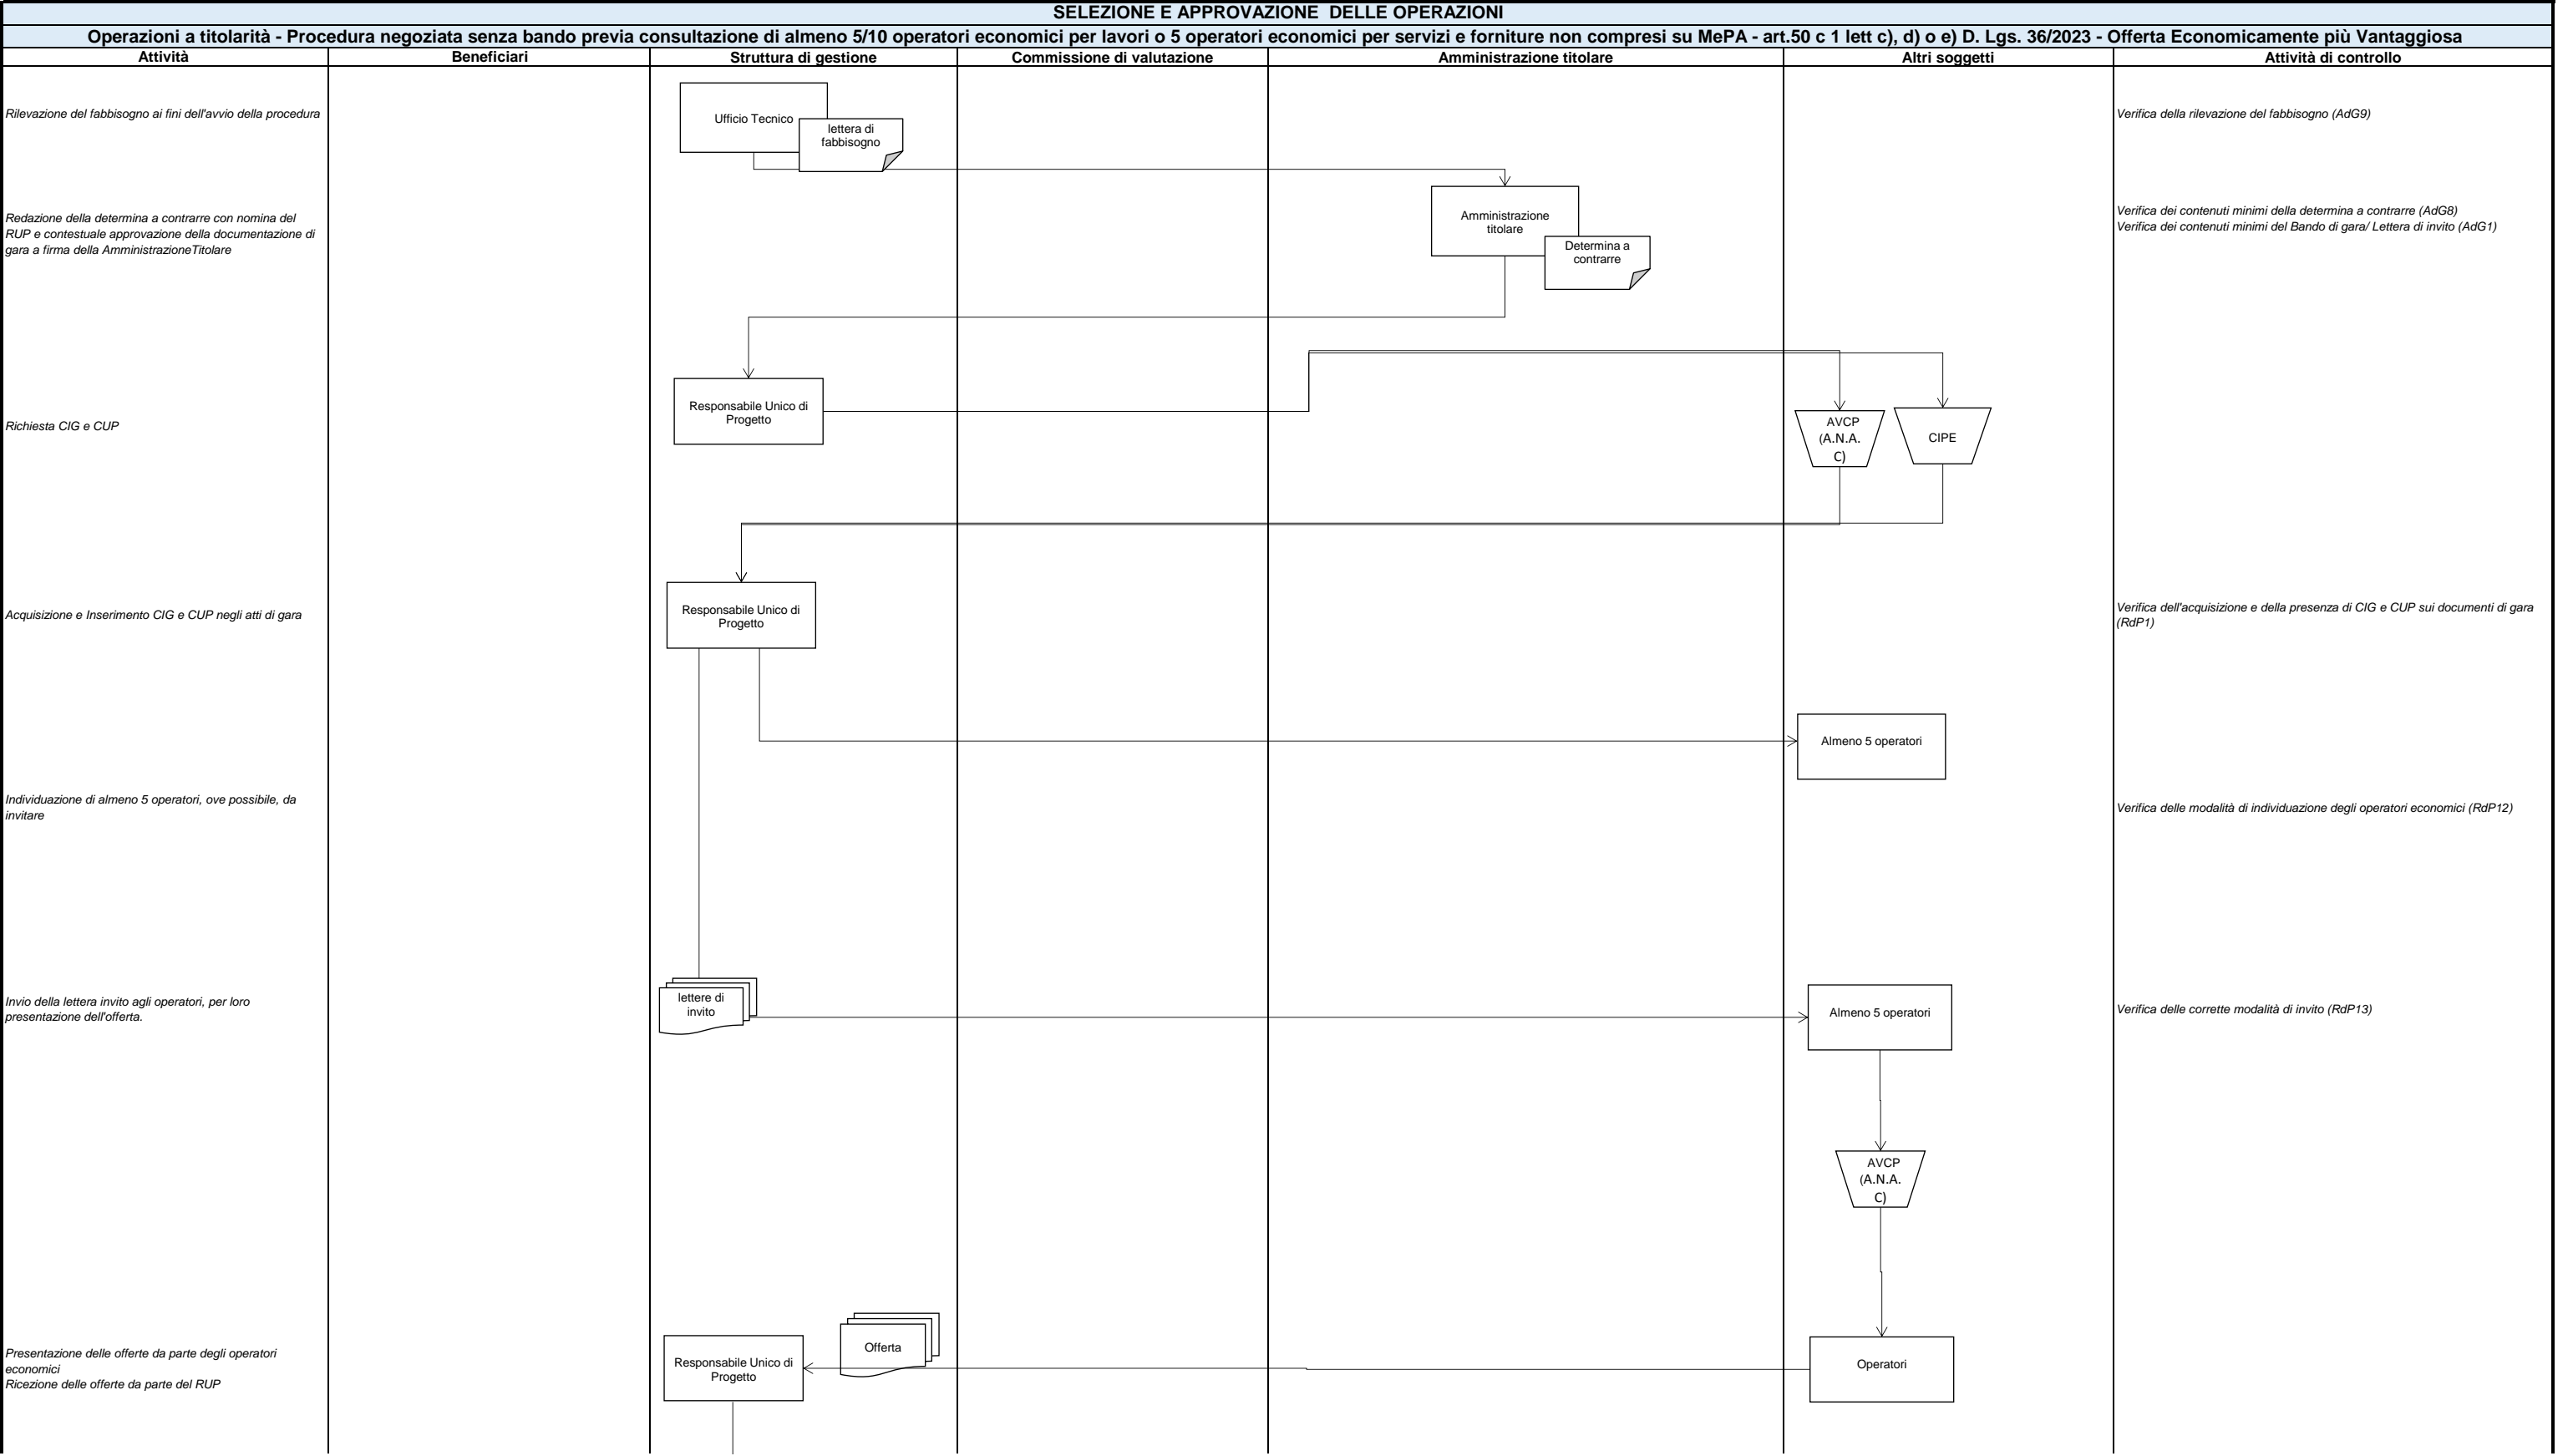 SELEZIONE E APPROVAZIONE  DELLE OPERAZIONI
Operazioni a titolarità - Procedura negoziata senza bando previa consultazione di almeno 5/10 operatori economici per lavori o 5 operatori economici per servizi e forniture non compresi su MePA - art.50 c 1 lett c), d) o e) D. Lgs. 36/2023 - Offerta Economicamente più Vantaggiosa
Attività
Beneficiari
Struttura di gestione
Commissione di valutazione
Amministrazione titolare
Altri soggetti
Attività di controllo
Rilevazione del fabbisogno ai fini dell'avvio della procedura
Ufficio Tecnico
lettera di
fabbisogno
Verifica della rilevazione del fabbisogno (AdG9)
Redazione della determina a contrarre con nomina del
RUP e contestuale approvazione della documentazione di
gara a firma della AmministrazioneTitolare
Amministrazione
titolare
Determina a
contrarre
Verifica dei contenuti minimi della determina a contrarre (AdG8)
Verifica dei contenuti minimi del Bando di gara/ Lettera di invito (AdG1)
Richiesta CIG e CUP
Responsabile Unico di
Progetto
AVCP
(A.N.A.
C)
CIPE
Acquisizione e Inserimento CIG e CUP negli atti di gara
Responsabile Unico di
Progetto
Verifica dell'acquisizione e della presenza di CIG e CUP sui documenti di gara
(RdP1)
Almeno 5 operatori
Individuazione di almeno 5 operatori, ove possibile, da
invitare
Verifica delle modalità di individuazione degli operatori economici (RdP12)
Invio della lettera invito agli operatori, per loro
presentazione dell'offerta.
lettere di
invito
Almeno 5 operatori
Verifica delle corrette modalità di invito (RdP13)
AVCP
(A.N.A.
C)
Presentazione delle offerte da parte degli operatori
economici
Ricezione delle offerte da parte del RUP
Responsabile Unico di
Progetto
Offerta
Operatori